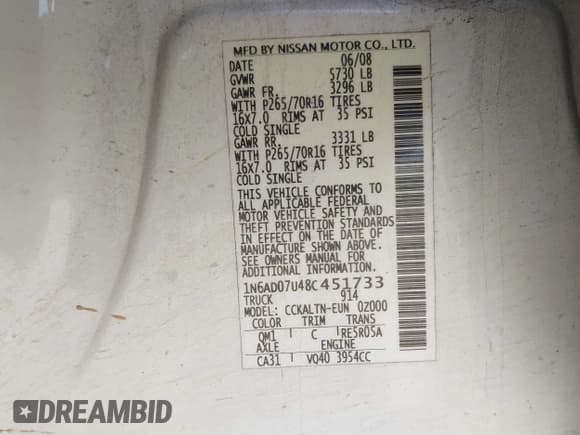 MFD BY NISSAN MOTOR CO., LTD.
DATE 06/08
GVWR 5730 LB
GAWR FR. 3296 LB
WITH P265/70R16 TIRES
16X7.0 RIMS AT 35 PSI
COLD SINGLE
GAWR RR. 3331 LB
WITH P265/70R16 TIRES
16X7.0 RIMS AT 35 PSI
COLD SINGLE
THIS VEHICLE CONFORMS TO
ALL APPLICABLE FEDERAL
MOTOR VEHICLE SAFETY AND
THEFT PREVENTION STANDARDS
IN EFFECT ON THE DATE OF
MANUFACTURE SHOWN ABOVE.
SEE OWNERS MANUAL FOR
ADDITIONAL INFORMATION.
1N6AD07U48C451733
TRUCK 914
MODEL: CCKALTN-EUN 0Z000
COLOR TRIM TRANS
QM1 C RE5R05A
AXLE ENGINE
CA31 VQ40 3954CC
DREAMBID